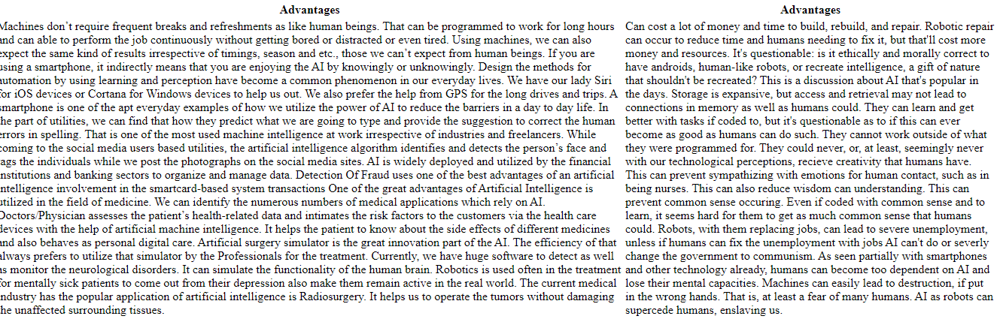 Advantages
Machines don't require frequent breaks and refreshments as like human beings. That can be programmed to work for long hours
and can able to perform the job continuously without getting bored or distracted or even tired. Using machines, we can also
expect the same kind of results irrespective of timings, season and etc., those we can't expect from human beings. If you are
using a smartphone, it indirectly means that you are enjoying the AI by knowingly or unknowingly. Design the methods for
automation by using learning and perception have become a common phenomenon in our everyday lives. We have our lady Siri
for iOS devices or Cortana for Windows devices to help us out. We also prefer the help from GPS for the long drives and trips. A
smartphone is one of the apt everyday examples of how we utilize the power of AI to reduce the barriers in a day to day life. In
the part of utilities, we can find that how they predict what we are going to type and provide the suggestion to correct the human
errors in spelling. That is one of the most used machine intelligence at work irrespective of industries and freelancers. While
coming to the social media users based utilities, the artificial intelligence algorithm identifies and detects the person's face and
tags the individuals while we post the photographs on the social media sites. AI is widely deployed and utilized by the financial
institutions and banking sectors to organize and manage data. Detection Of Fraud uses one of the best advantages of an artificial
intelligence involvement in the smartcard-based system transactions One of the great advantages of Artificial Intelligence is
utilized in the field of medicine. We can identify the numerous numbers of medical applications which rely on AI.
Doctors/Physician assesses the patient's health-related data and intimates the risk factors to the customers via the health care
devices with the help of artificial machine intelligence. It helps the patient to know about the side effects of different medicines
and also behaves as personal digital care. Artificial surgery simulator is the great innovation part of the AI. The efficiency of that
always prefers to utilize that simulator by the Professionals for the treatment. Currently, we have huge software to detect as well
as monitor the neurological disorders. It can simulate the functionality of the human brain. Robotics is used often in the treatment
for mentally sick patients to come out from their depression also make them remain active in the real world. The current medical
industry has the popular application of artificial intelligence is Radiosurgery. It helps us to operate the tumors without damaging
the unaffected surrounding tissues.
Advantages
Can cost a lot of money and time to build, rebuild, and repair. Robotic repair
can occur to reduce time and humans needing to fix it, but that'll cost more
money and resources. It's questionable: is it ethically and morally correct to
have androids, human-like robots, or recreate intelligence, a gift of nature
that shouldn't be recreated? This is a discussion about AI that's popular in
the days. Storage is expansive, but access and retrieval may not lead to
connections in memory as well as humans could. They can learn and get
better with tasks if coded to, but it's questionable as to if this can ever
become as good as humans can do such. They cannot work outside of what
they were programmed for. They could never, or, at least, seemingly never
with our technological perceptions, recieve creativity that humans have.
This can prevent sympathizing with emotions for human contact, such as in
being nurses. This can also reduce wisdom can understanding. This can
prevent common sense occuring. Even if coded with common sense and to
learn, it seems hard for them to get as much common sense that humans
could. Robots, with them replacing jobs, can lead to severe unemployment,
unless if humans can fix the unemployment with jobs AI can't do or severly
change the government to communism. As seen partially with smartphones
and other technology already, humans can become too dependent on AI and
lose their mental capacities. Machines can easily lead to destruction, if put
in the wrong hands. That is, at least a fear of many humans. AI as robots can
supercede humans, enslaving us.